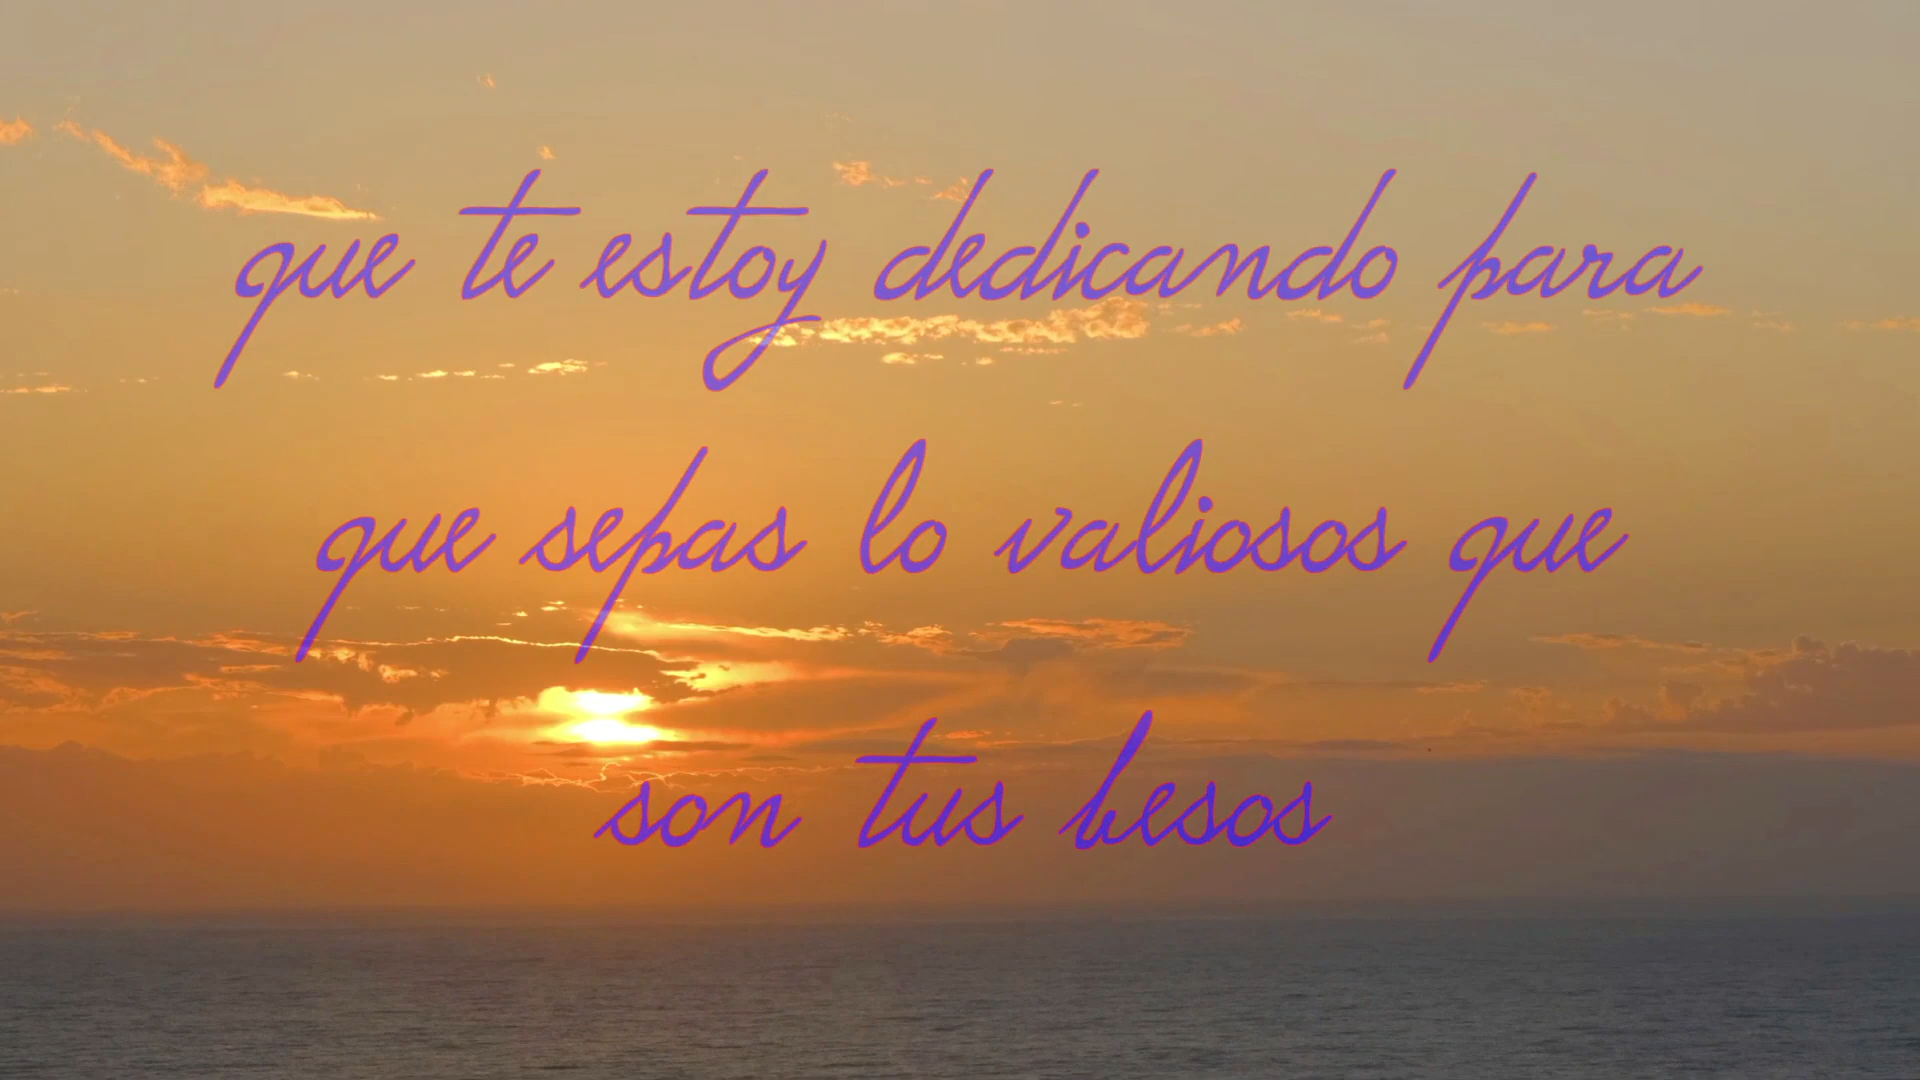 que te estoy dedicando para
que sepas lo valiosos que
son tus besos